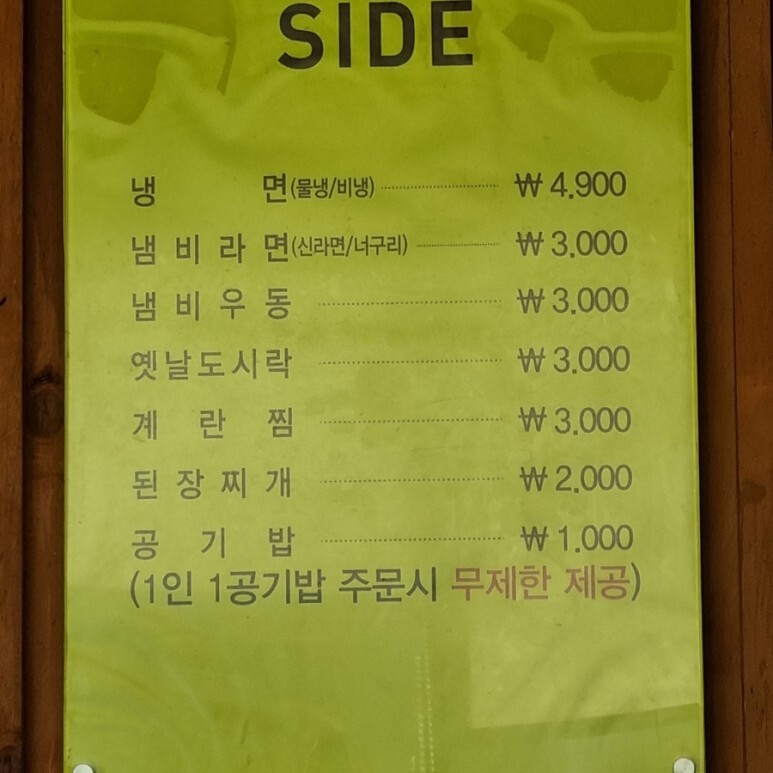 SIDE
냉 면(물냉/비냉) ₩ 4.900
냄비라면(신라면/너구리) ₩ 3.000
냄비우동 ₩ 3.000
옛날도시락 ₩ 3.000
계란찜 ₩ 3.000
된장찌개 ₩ 2.000
공기밥 ₩ 1.000
(1인 1공기밥 주문시 무제한 제공)